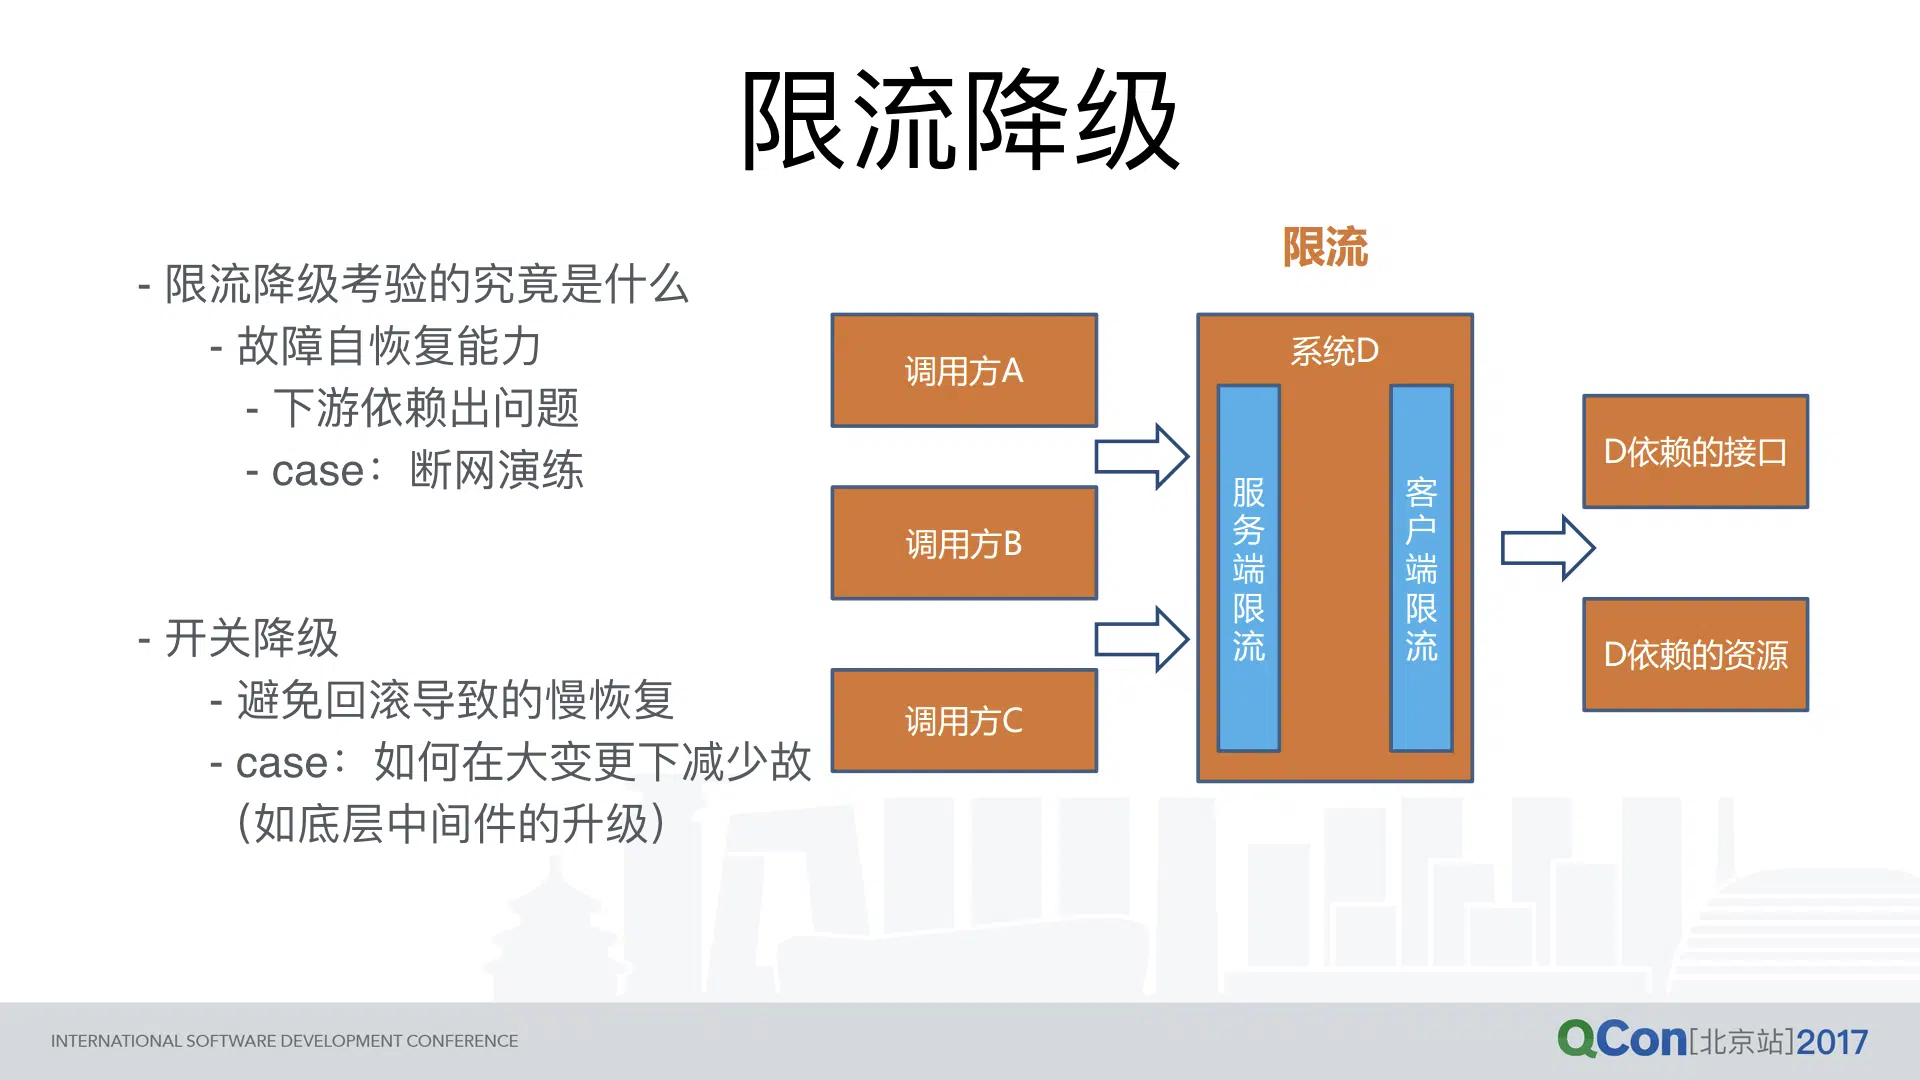 限流降级
- 限流降级考验的究竟是什么
- 故障自恢复能力
- 下游依赖出问题
- case：断网演练
- 开关降级
- 避免回滚导致的慢恢复
- case：如何在大变更下减少故
（如底层中间件的升级）
限流
调用方A
调用方B
调用方C
系统D
服务端限流
客户端限流
D依赖的接口
D依赖的资源
INTERNATIONAL SOFTWARE DEVELOPMENT CONFERENCE
QCon[北京站]2017